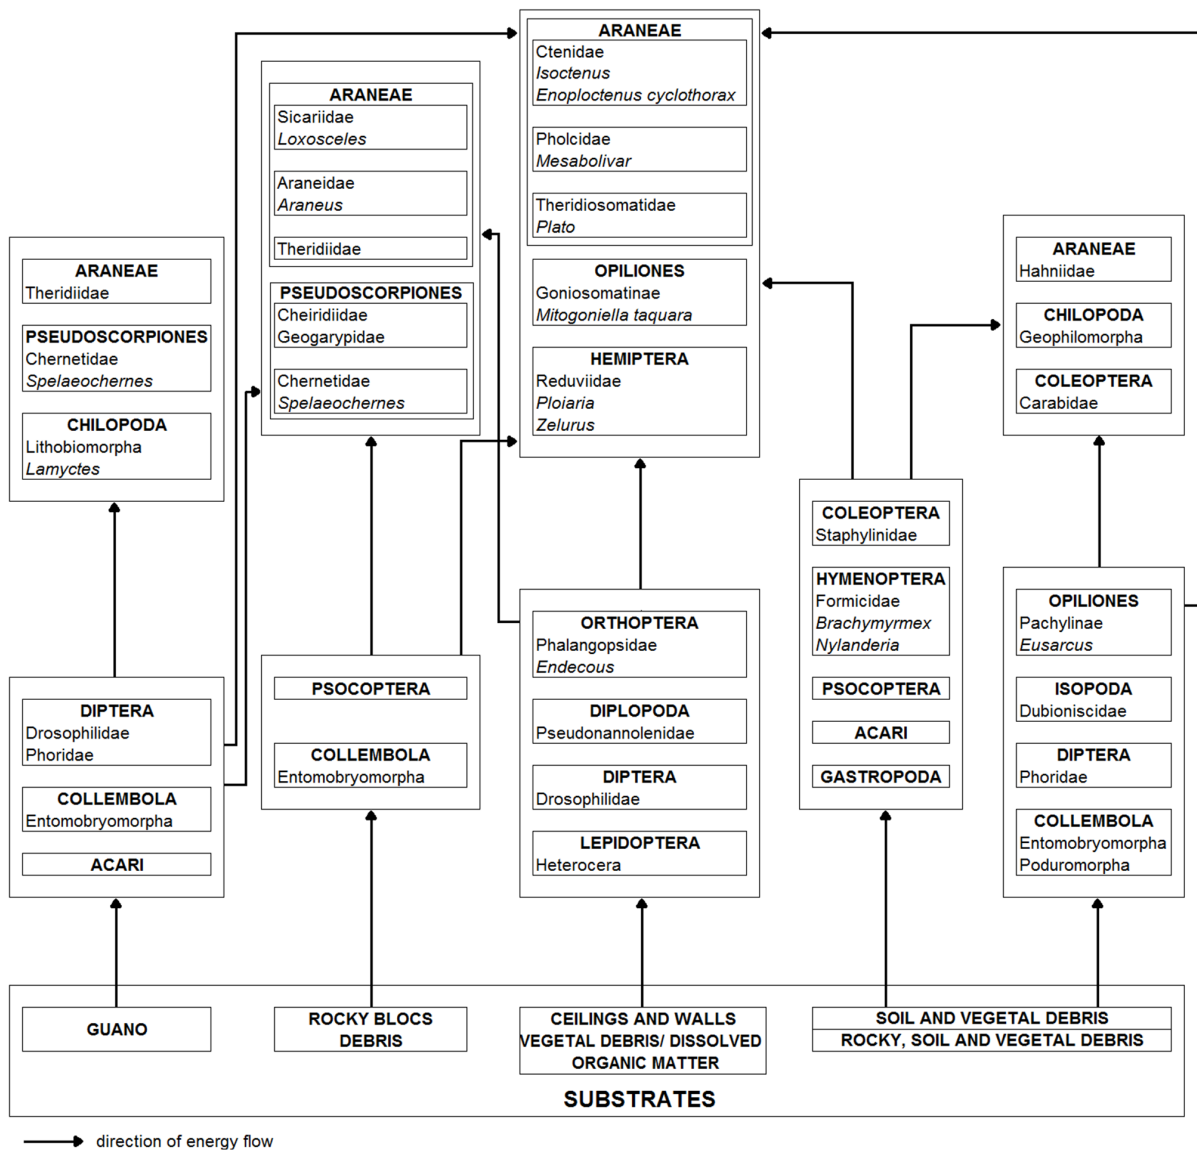 ARANEAE
Theridiidae
PSEUDOSCORPIONES
Chernetidae
Spelaeochernes
CHILOPODA
Lithobiomorpha
Lamyctes
DIPTERA
Drosophilidae
Phoridae
COLLEMBOLA
Entomobryomorpha
ACARI
ARANEAE
Sicariidae
Loxosceles
Araneidae
Araneus
Theridiidae
PSEUDOSCORPIONES
Cheiridiidae
Geogarypidae
Chernetidae
Spelaeochernes
PSOCOPTERA
COLLEMBOLA
Entomobryomorpha
ARANEAE
Ctenidae
Isoctenus
Enoploctenus cyclothorax
Pholcidae
Mesabolivar
Theridiosomatidae
Plato
OPILIONES
Goniosomatinae
Mitogoniella taquara
HEMIPTERA
Reduviidae
Ploiaria
Zelurus
ORTHOPTERA
Phalangopsidae
Endecous
DIPLOPODA
Pseudonannolenidae
DIPTERA
Drosophilidae
LEPIDOPTERA
Heterocera
COLEOPTERA
Staphylinidae
HYMENOPTERA
Formicidae
Brachymyrmex
Nylanderia
PSOCOPTERA
ACARI
GASTROPODA
ARANEAE
Hahniidae
CHILOPODA
Geophilomorpha
COLEOPTERA
Carabidae
OPILIONES
Pachylinae
Eusarcus
ISOPODA
Dubioniscidae
DIPTERA
Phoridae
COLLEMBOLA
Entomobryomorpha
Poduromorpha
GUANO
ROCKY BLOCS
DEBRIS
CEILINGS AND WALLS
VEGETAL DEBRIS/ DISSOLVED
ORGANIC MATTER
SOIL AND VEGETAL DEBRIS
ROCKY, SOIL AND VEGETAL DEBRIS
SUBSTRATES
direction of energy flow